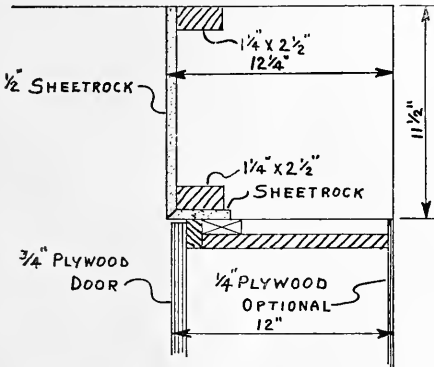 1¼" X 2½"
12¼"
½" SHEETROCK
11½"
1¼" X 2½"
SHEETROCK
¾" PLYWOOD
DOOR
¼" PLYWOOD
OPTIONAL
12"